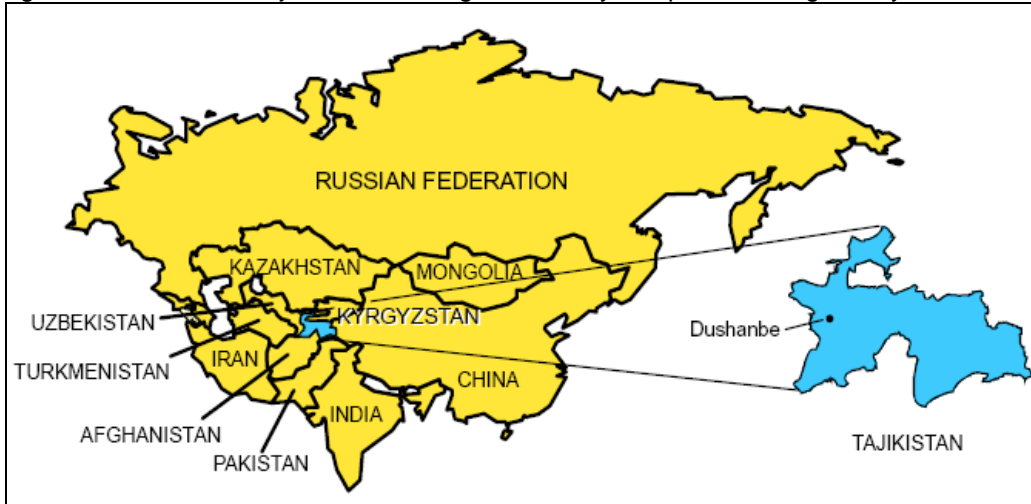 RUSSIAN FEDERATION
KAZAKHSTAN
MONGOLIA
UZBEKISTAN
KYRGYZSTAN
Dushanbe
TURKMENISTAN
IRAN
CHINA
AFGHANISTAN
INDIA
PAKISTAN
TAJIKISTAN